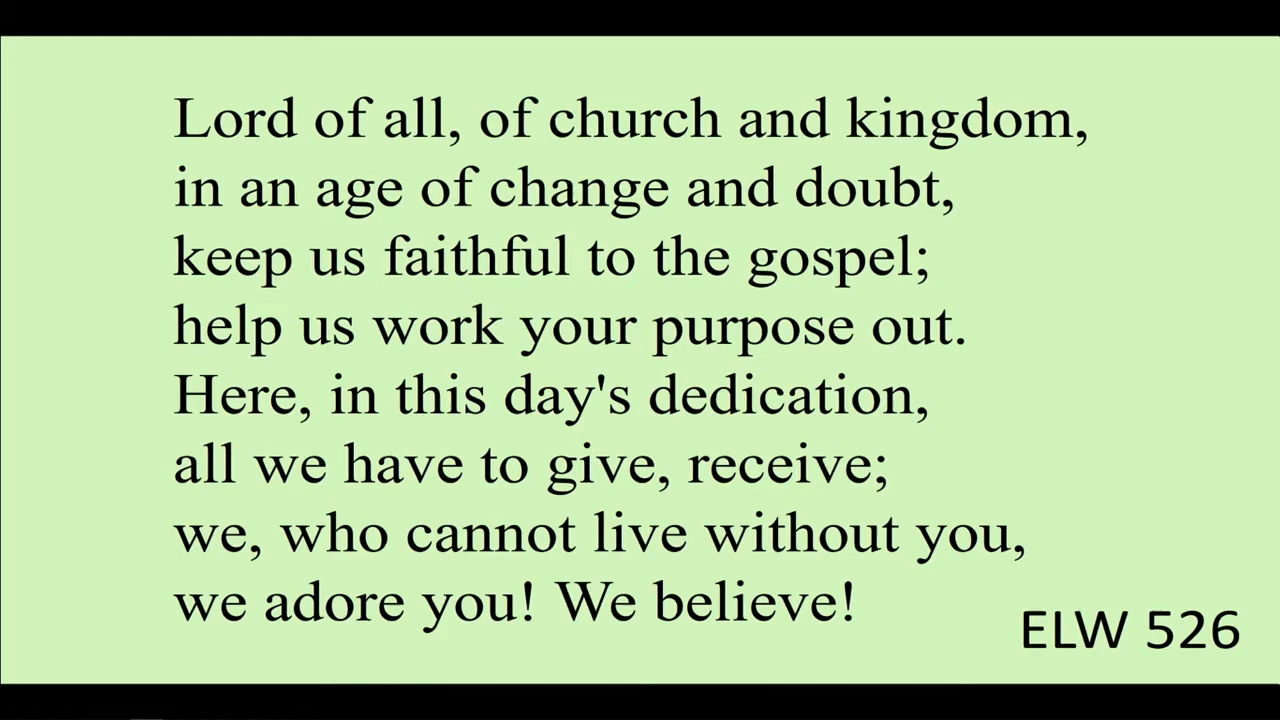 Lord of all, of church and kingdom,
in an age of change and doubt,
keep us faithful to the gospel;
help us work your purpose out.
Here, in this day's dedication,
all we have to give, receive;
we, who cannot live without you,
we adore you! We believe!
ELW 526